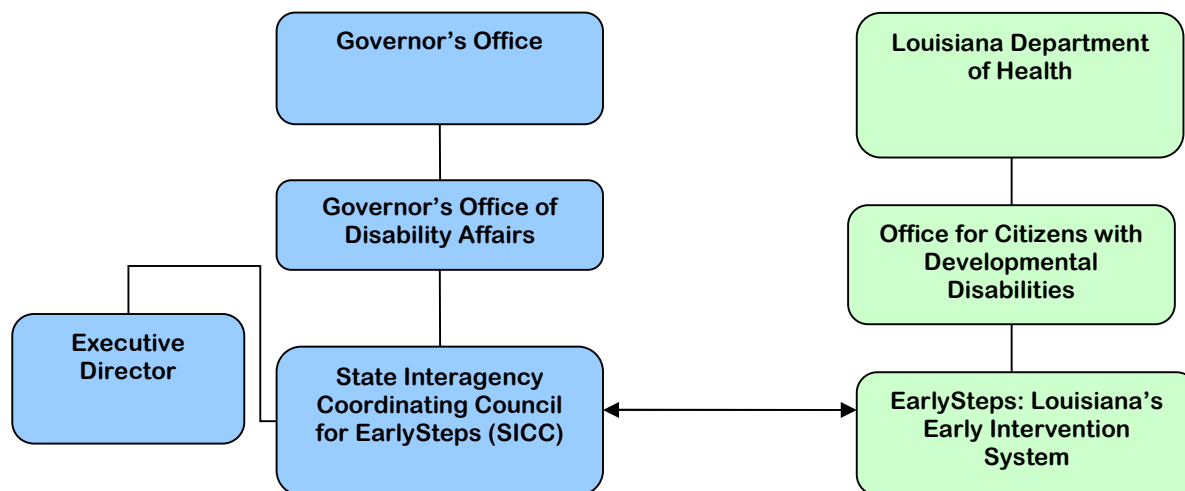 Governor’s Office
Louisiana Department
of Health
Governor’s Office of
Disability Affairs
Office for Citizens with
Developmental
Disabilities
Executive
Director
State Interagency
Coordinating Council
for EarlySteps (SICC)
EarlySteps: Louisiana’s
Early Intervention
System